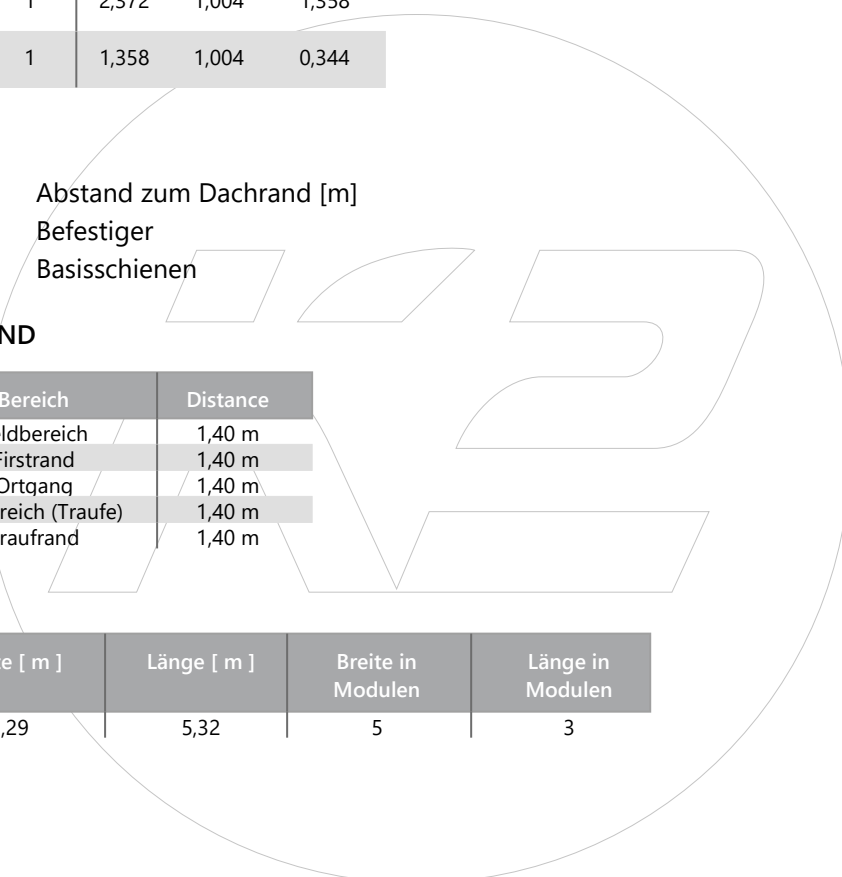 1 2,372 1,004 1,358
1 1,358 1,004 0,344
Abstand zum Dachrand [m]
Befestiger
Basisschienen
ND
Bereich Distance
ldbereich 1,40 m
Firstrand 1,40 m
Ortgang 1,40 m
reich (Traufe) 1,40 m
raufrand 1,40 m
e [ m ] Länge [ m ] Breite in Modulen Länge in Modulen
,29 5,32 5 3
K2